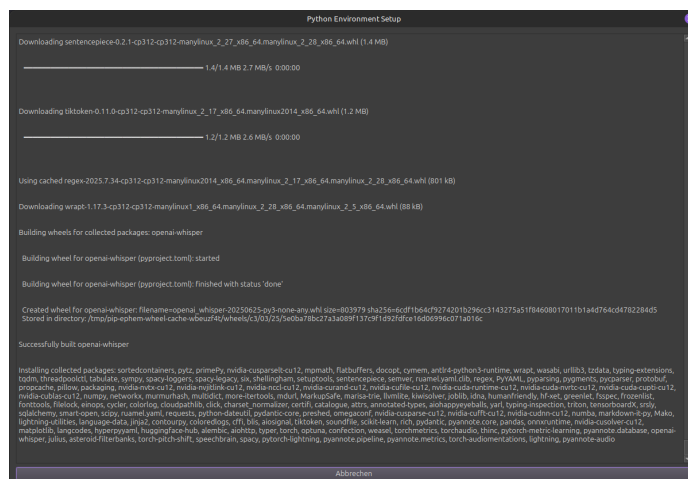 Python Environment Setup
Downloading sentencepiece-0.2.1-cp312-cp312-manylinux_2_27_x86_64.manylinux_2_28_x86_64.whl (1.4 MB)
1.4/1.4 MB 2.7 MB/s 0:00:00
Downloading tiktoken-0.11.0-cp312-cp312-manylinux_2_17_x86_64.manylinux2014_x86_64.whl (1.2 MB)
1.2/1.2 MB 2.6 MB/s 0:00:00
Using cached regex-2025.7.34-cp312-cp312-manylinux2014_x86_64.manylinux_2_17_x86_64.manylinux_2_28_x86_64.whl (801 kB)
Downloading wrapt-1.17.3-cp312-cp312-manylinux1_x86_64.manylinux_2_28_x86_64.manylinux_2_5_x86_64.whl (88 kB)
Building wheels for collected packages: openai-whisper
Building wheel for openai-whisper (pyproject.toml): started
Building wheel for openai-whisper (pyproject.toml): finished with status 'done'
Created wheel for openai-whisper: filename=openai_whisper-20250625-py3-none-any.whl size=803979 sha256=6cdf1b64cf9274201b296cc3143275a51f84608017011b1a4d764cd4782284d5
Stored in directory: /tmp/pip-ephem-wheel-cache-wbeuzf4t/wheels/c3/03/25/5e0ba78bc27a3a089f137c9f1d92fdfce16d06996c071a016c
Successfully built openai-whisper
Installing collected packages: sortedcontainers, pytz, primePy, nvidia-cusparselt-cu12, mpmath, flatbuffers, docopt, cymem, antlr4-python3-runtime, wrapt, wasabi, urllib3, tzdata, typing-extensions,
tqdm, threadpoolctl, tabulate, sympy, spacy-loggers, spacy-legacy, six, shellingham, setuptools, sentencepiece, semver, ruamel.yaml.clib, regex, PyYAML, pyparsing, pygments, pycparser, protobuf,
propcache, pillow, packaging, nvidia-nvtx-cu12, nvidia-nvjitlink-cu12, nvidia-nccl-cu12, nvidia-curand-cu12, nvidia-cufile-cu12, nvidia-cuda-runtime-cu12, nvidia-cuda-nvrtc-cu12, nvidia-cuda-cupti-cu12,
nvidia-cublas-cu12, numpy, networkx, murmurhash, multidict, more-itertools, mdurl, MarkupSafe, marisa-trie, llvmlite, kiwisolver, joblib, idna, humanfriendly, hf-xet, greenlet, fsspec, frozenlist,
fonttools, filelock, einops, cycler, colorlog, cloudpathlib, click, charset_normalizer, certifi, catalogue, attrs, annotated-types, aiohappyeyeballs, yarl, typing-inspection, triton, tensorboardX, srsly,
sqlalchemy, smart-open, scipy, ruamel.yaml, requests, python-dateutil, pydantic-core, preshed, omegaconf, nvidia-cusparse-cu12, nvidia-cufft-cu12, nvidia-cudnn-cu12, numba, markdown-it-py, Mako,
lightning-utilities, language-data, jinja2, contourpy, coloredlogs, cffi, blis, aiosignal, tiktoken, soundfile, scikit-learn, rich, pydantic, pyannote.core, pandas, onnxruntime, nvidia-cusolver-cu12,
matplotlib, langcodes, hyperpyyaml, huggingface-hub, alembic, aiohttp, typer, torch, optuna, confection, weasel, torchmetrics, torchaudio, thinc, pytorch-metric-learning, pyannote.database, openai-
whisper, julius, asteroid-filterbanks, torch-pitch-shift, speechbrain, spacy, pytorch-lightning, pyannote.pipeline, pyannote.metrics, torch-audiomentations, lightning, pyannote-audio
Abbrechen